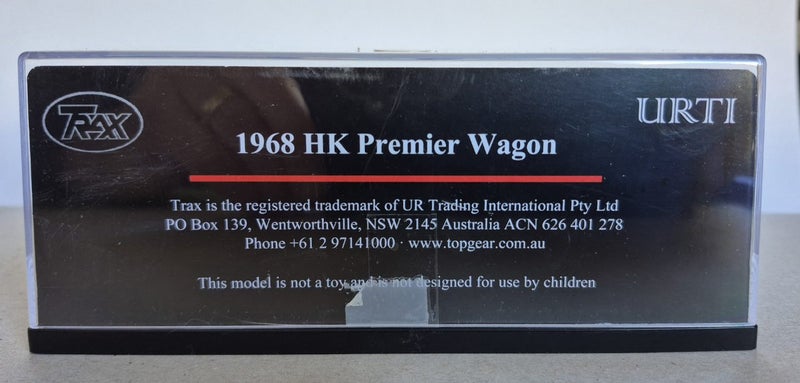 TRAX
URTI
1968 HK Premier Wagon
Trax is the registered trademark of UR Trading International Pty Ltd
PO Box 139, Wentworthville, NSW 2145 Australia ACN 626 401 278
Phone +61 2 97141000 · www.topgear.com.au
This model is not a toy and is not designed for use by children